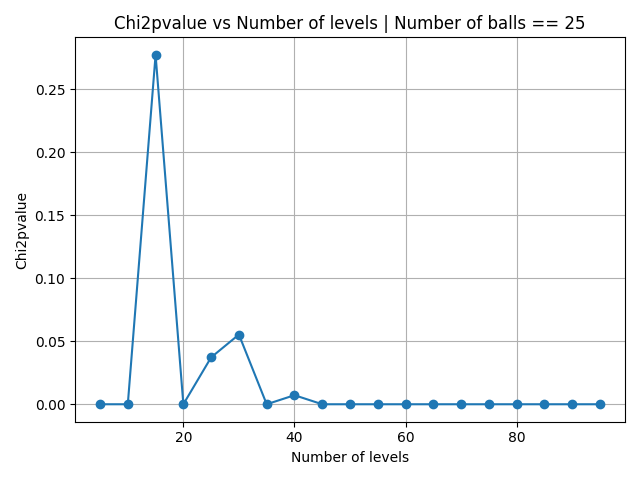 Chi2pvalue vs Number of levels | Number of balls == 25
0.25
0.20
0.15
0.10
0.05
0.00
Chi2pvalue
20 40 60 80
Number of levels